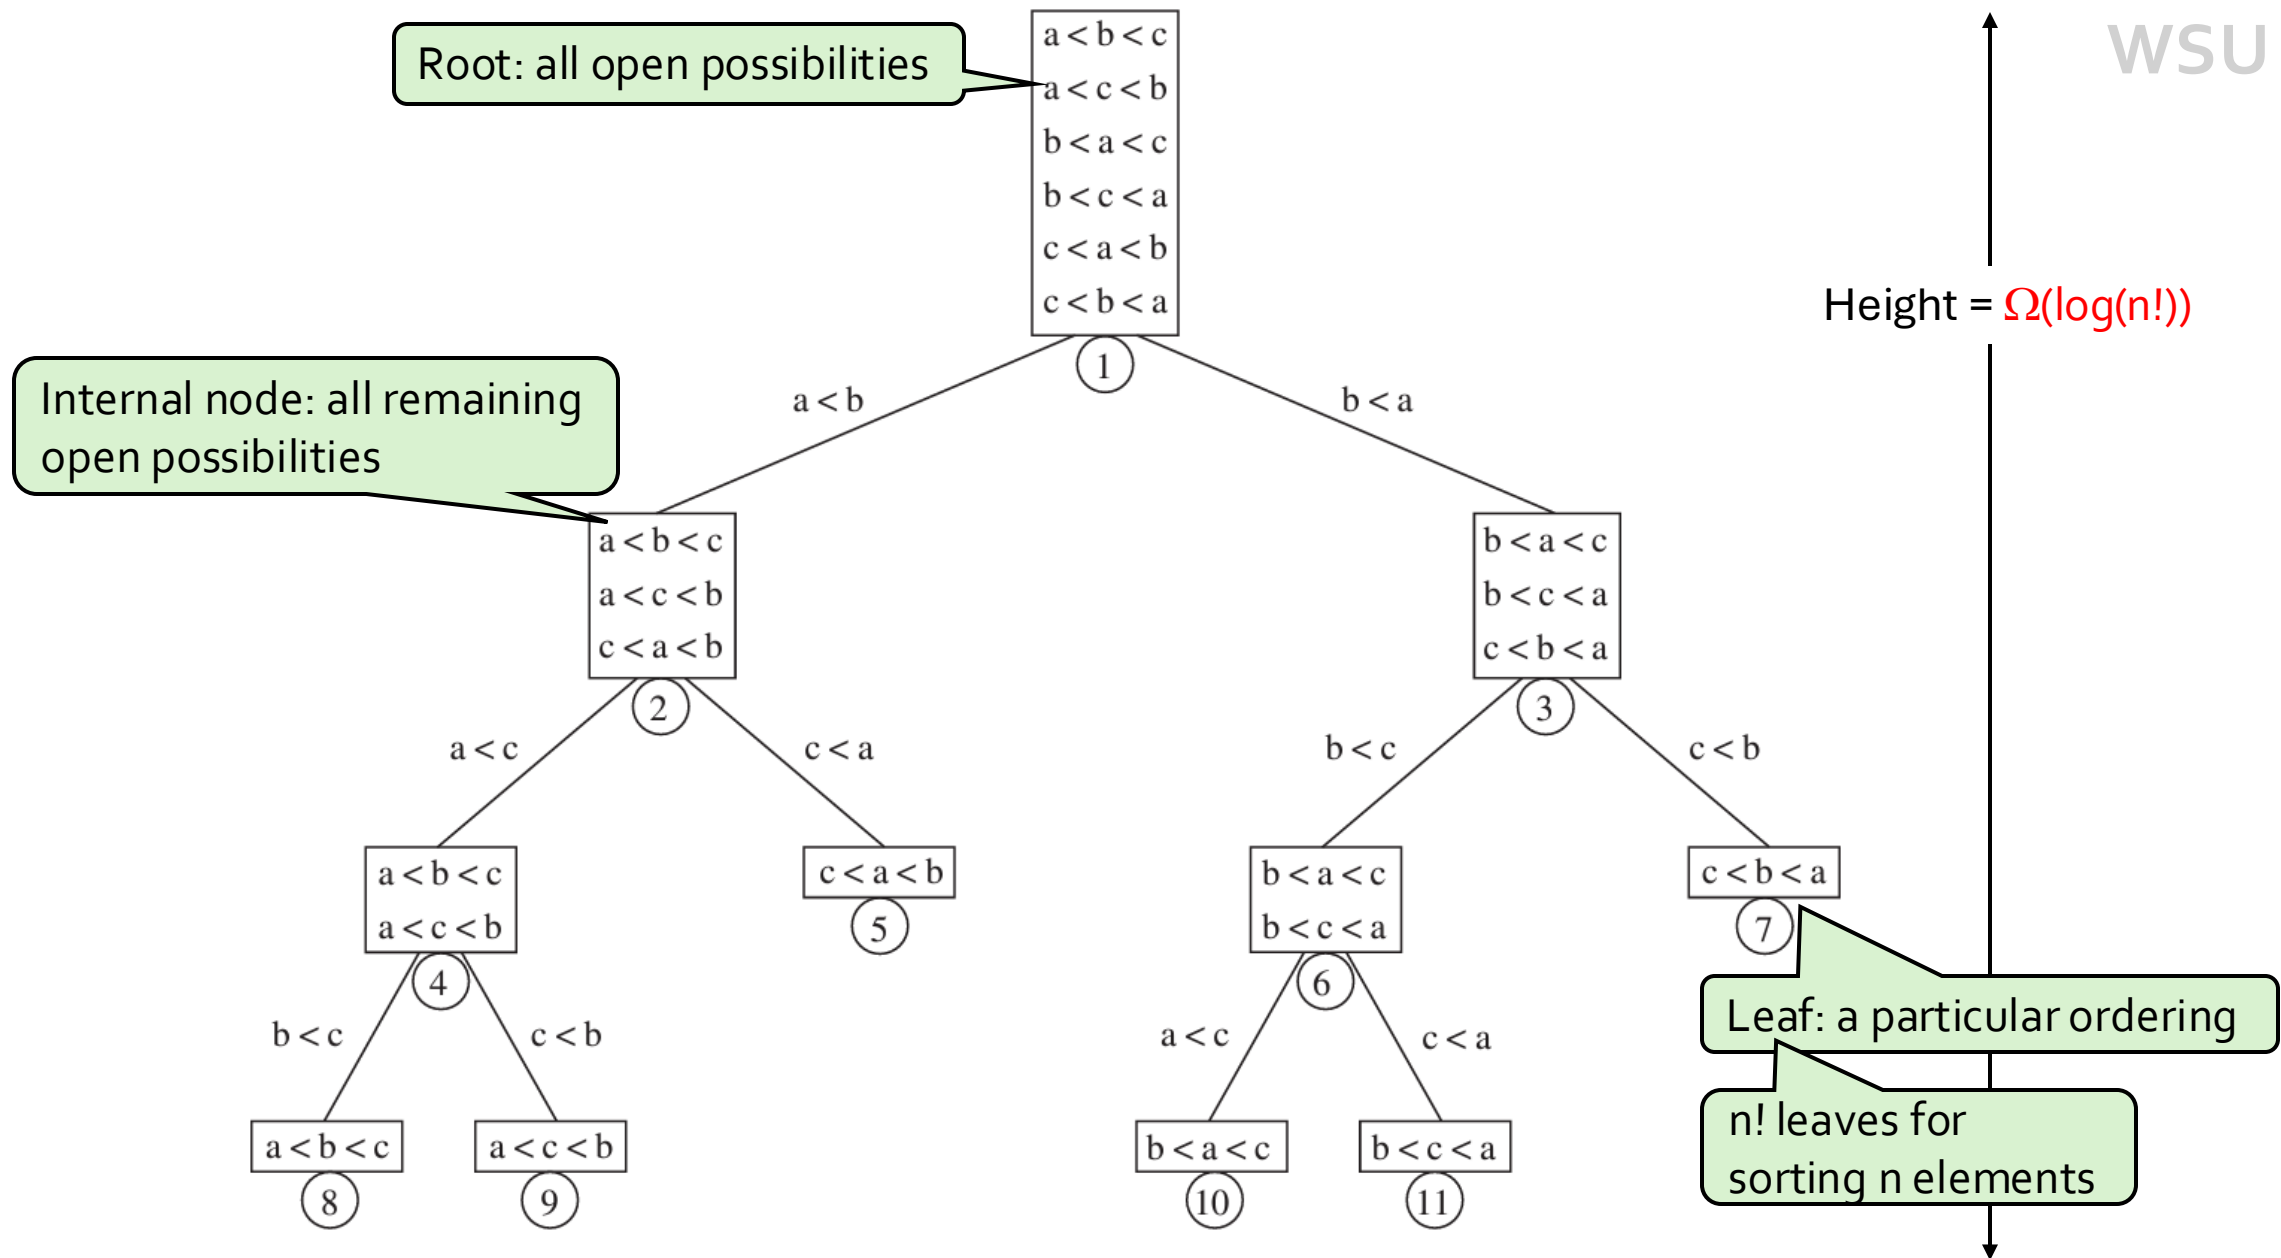 Root: all open possibilities
WSU
a < b < c
a < c < b
b < a < c
b < c < a
c < a < b
c < b < a
1
Height = Ω(log(n!))
Internal node: all remaining
open possibilities
a < b
b < a
a < b < c
a < c < b
c < a < b
2
b < a < c
b < c < a
c < b < a
3
a < c
c < a
b < c
c < b
a < b < c
a < c < b
4
c < a < b
5
b < a < c
b < c < a
6
c < b < a
7
Leaf: a particular ordering
b < c
c < b
a < c
c < a
n! leaves for
sorting n elements
a < b < c
8
a < c < b
9
b < a < c
10
b < c < a
11